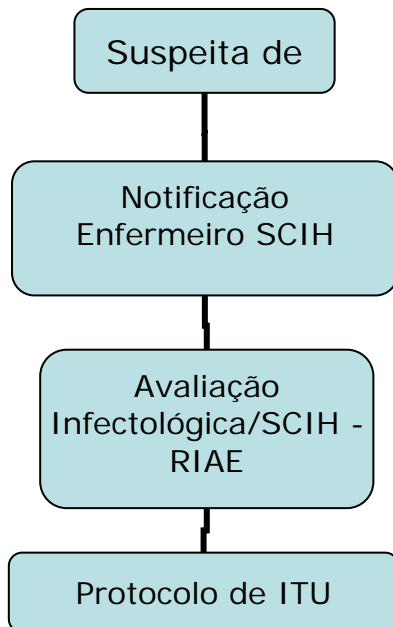 Suspeita de
Notificação
Enfermeiro SCIH
Avaliação
Infectológica/SCIH -
RIAE
Protocolo de ITU